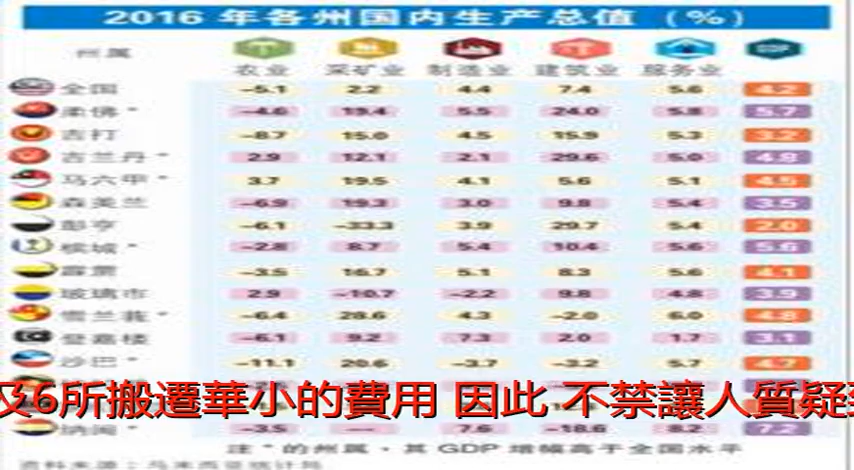 2016 年各州国内生产总值 (%)
州属 农业 采矿业 制造业 建筑业 服务业 GDP
全国 -5.1 2.2 4.4 7.4 5.6 4.2
柔佛* -4.6 19.4 5.5 24.0 5.8 5.7
吉打 -8.7 15.0 4.5 15.9 5.3 3.2
吉兰丹* 2.9 12.1 2.1 29.6 5.0 4.8
马六甲* 3.7 19.5 4.1 5.6 5.1 4.5
森美兰 -6.9 19.3 3.0 9.8 5.4 3.5
彭亨 -6.1 -33.3 3.9 29.7 5.4 2.0
槟城* -2.8 8.7 5.4 10.4 5.6 5.6
霹雳 -3.5 16.7 5.1 8.3 5.6 4.1
玻璃市 2.9 -10.7 -2.2 9.8 4.8 3.9
雪兰莪* -6.4 28.6 4.3 -2.0 6.0 4.8
登嘉楼 -6.1 9.2 7.3 2.0 1.7 3.1
沙巴* -11.1 20.6 -3.7 -3.2 5.7 4.7
及6所搬遷華小的費用 因此 不禁讓人質疑
纳闽* -3.5 -- 7.6 -18.6 7.2
注*的州属，其GDP增幅高于全国水平
资料来源：马来西亚统计局